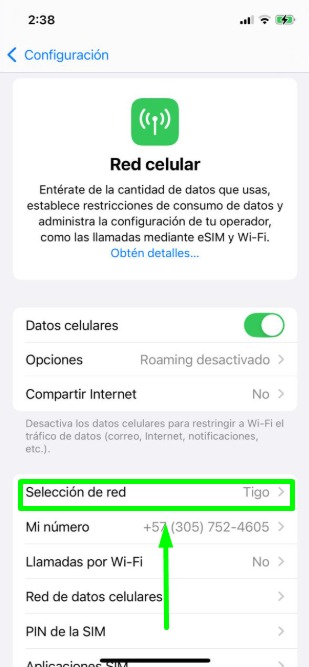 2:38
Configuración
Red celular
Entérate de la cantidad de datos que usas,
establece restricciones de consumo de datos y
administra la configuración de tu operador,
como las llamadas mediante eSIM y Wi-Fi.
Obtén detalles...
Datos celulares
Opciones Roaming desactivado
Compartir Internet No
Desactiva los datos celulares para restringir a Wi-Fi el
tráfico de datos (correo, Internet, notificaciones,
etc.).
Selección de red Tigo
Mi número +57 (305) 752-4605
Llamadas por Wi-Fi No
Red de datos celulares
PIN de la SIM
Aplicaciones SIM